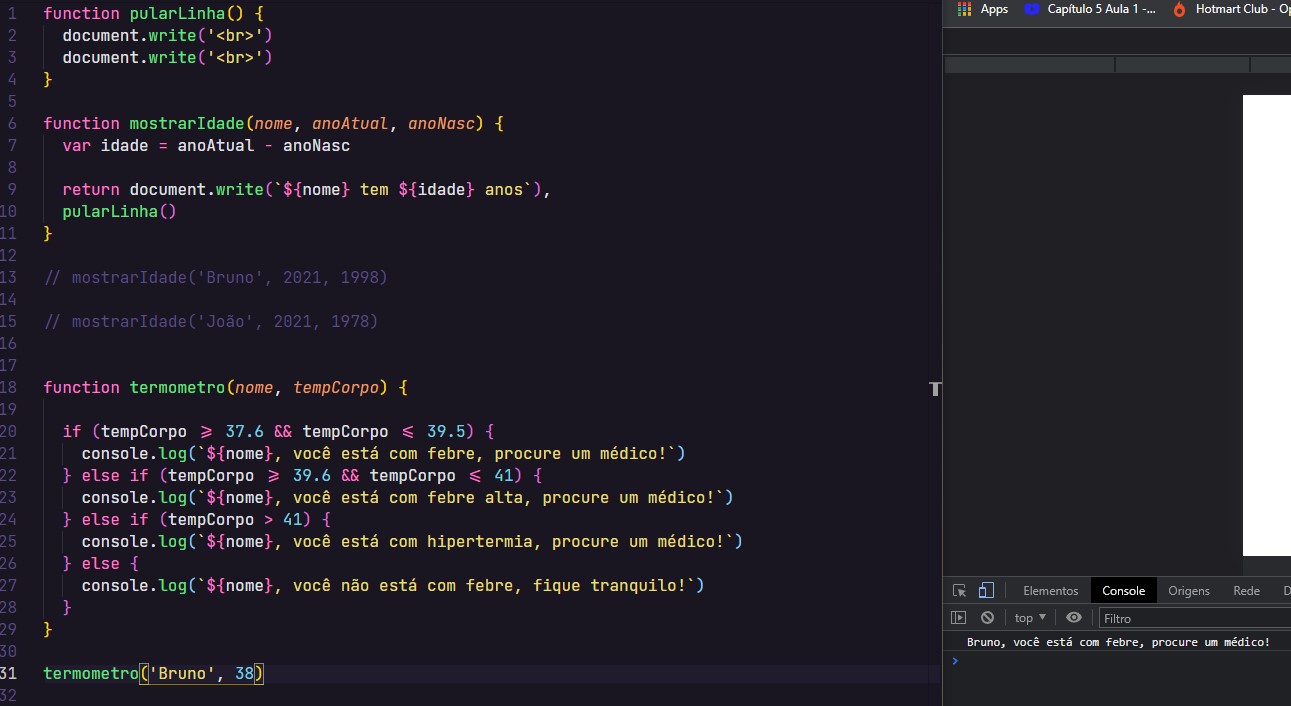 1 function pularLinha() {
2 document.write('<br>')
3 document.write('<br>')
4 }
5
6 function mostrarIdade(nome, anoAtual, anoNasc) {
7 var idade = anoAtual - anoNasc
8
9 return document.write(`${nome} tem ${idade} anos`),
10 pularLinha()
11 }
12
13 // mostrarIdade('Bruno', 2021, 1998)
14
15 // mostrarIdade('João', 2021, 1978)
16
17
18 function termometro(nome, tempCorpo) {
19
20 if (tempCorpo ≥ 37.6 && tempCorpo ≤ 39.5) {
21 console.log(`${nome}, você está com febre, procure um médico!`)
22 } else if (tempCorpo ≥ 39.6 && tempCorpo ≤ 41) {
23 console.log(`${nome}, você está com febre alta, procure um médico!`)
24 } else if (tempCorpo > 41) {
25 console.log(`${nome}, você está com hipertermia, procure um médico!`)
26 } else {
27 console.log(`${nome}, você não está com febre, fique tranquilo!`)
28 }
29 }
30
31 termometro('Bruno', 38)
32
Apps Capítulo 5 Aula 1 -... Hotmart Club - Op
Elementos Console Origens Rede D
top Filtro
Bruno, você está com febre, procure um médico!